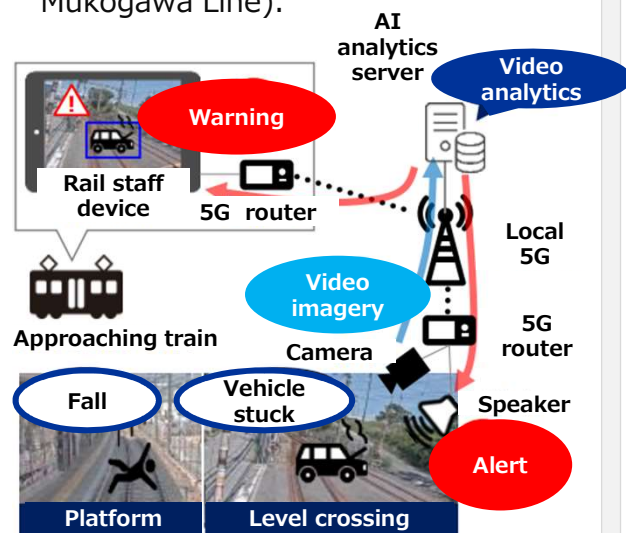 Mukogawa Line).
AI
analytics
server
Video
analytics
Warning
Rail staff
device
5G router
Local
5G
Video
imagery
5G
router
Approaching train
Camera
Fall
Vehicle
stuck
Speaker
Alert
Platform
Level crossing